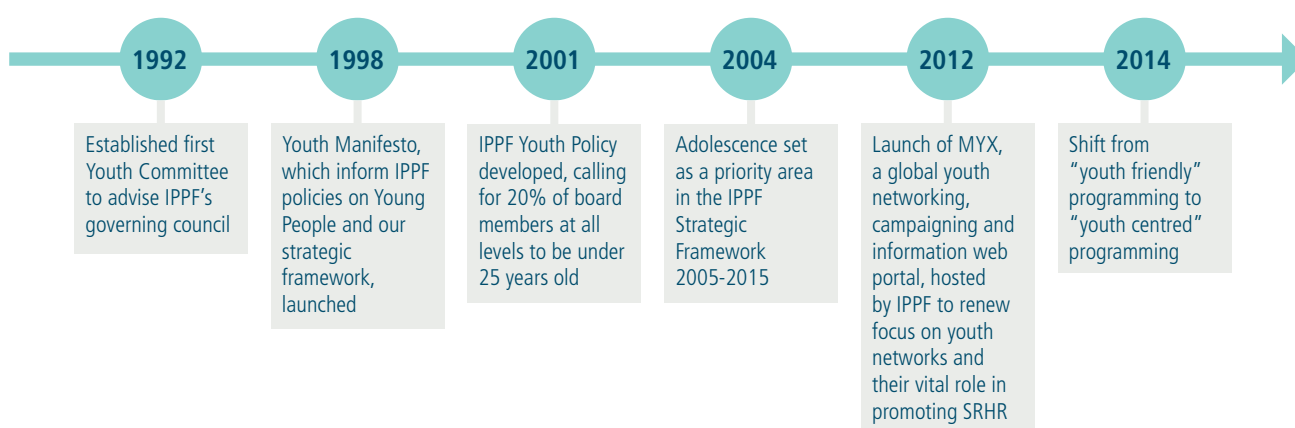 1992
Established first
Youth Committee
to advise IPPF's
governing council
1998
Youth Manifesto,
which inform IPPF
policies on Young
People and our
strategic
framework,
launched
2001
IPPF Youth Policy
developed, calling
for 20% of board
members at all
levels to be under
25 years old
2004
Adolescence set
as a priority area
in the IPPF
Strategic
Framework
2005-2015
2012
Launch of MYX,
a global youth
networking,
campaigning and
information web
portal, hosted
by IPPF to renew
focus on youth
networks and
their vital role in
promoting SRHR
2014
Shift from
“youth friendly”
programming to
“youth centred”
programming